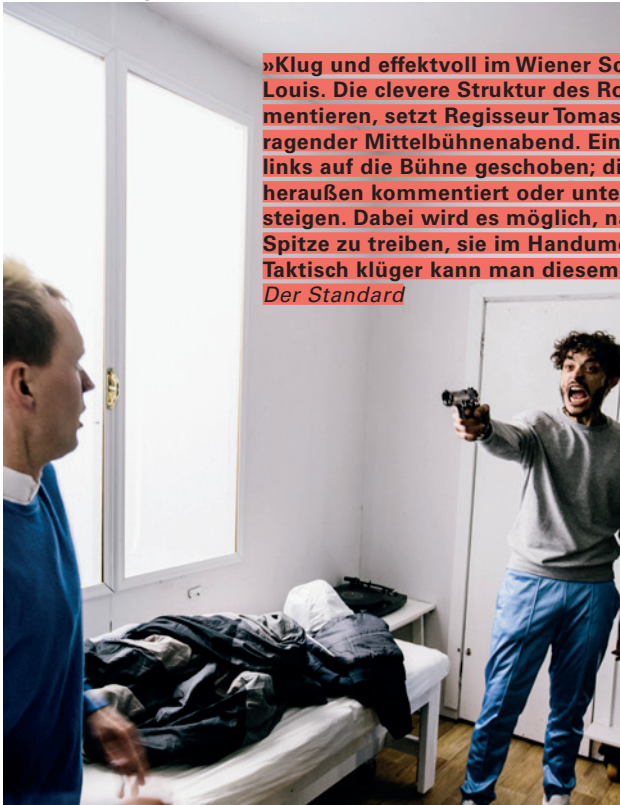 »Klug und effektvoll im Wiener Sc
Louis. Die clevere Struktur des Ro
mentieren, setzt Regisseur Tomas
ragender Mittelbühnenabend. Ein
links auf die Bühne geschoben; di
heraußen kommentiert oder unte
steigen. Dabei wird es möglich, na
Spitze zu treiben, sie im Handum
Taktisch klüger kann man diesem
Der Standard